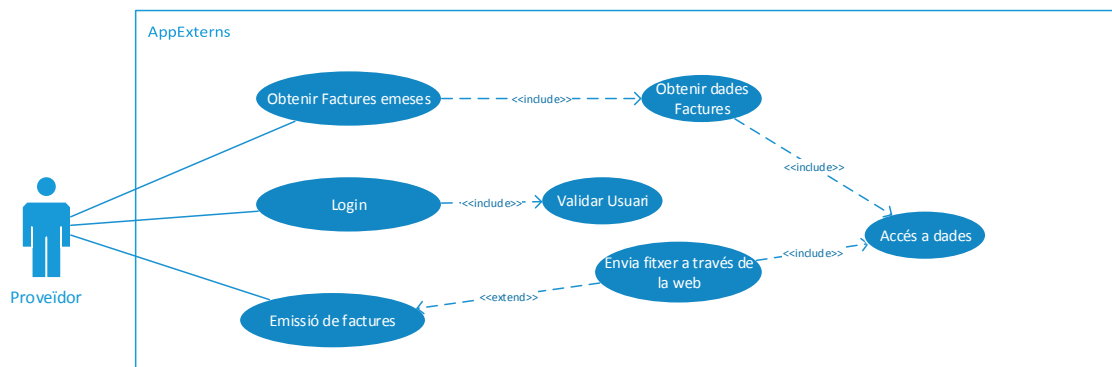 AppExterns
Obtenir Factures emeses
<<include>>
Obtenir dades
Factures
<<include>>
Login
<<include>>
Validar Usuari
Accés a dades
Envia fitxer a través de
la web
<<include>>
<<extend>>
Emissió de factures
Proveïdor